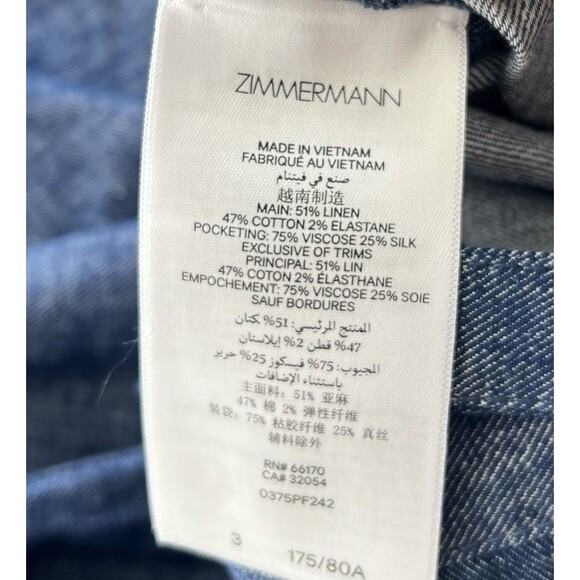 ZIMMERMANN
MADE IN VIETNAM
FABRIQUÉ AU VIETNAM
صنع في فيتنام
越南制造
MAIN: 51% LINEN
47% COTTON 2% ELASTANE
POCKETING: 75% VISCOSE 25% SILK
EXCLUSIVE OF TRIMS
PRINCIPAL: 51% LIN
47% COTON 2% ÉLASTHANE
EMPOCHEMENT: 75% VISCOSE 25% SOIE
SAUF BORDURES
المنتج الرئيسي: 51% كتان
47% قطن 2% إيلاستان
الجيوب: 75% فيسكوز 25% حرير
باستثناء الإضافات
主面料: 51% 亚麻
47% 棉 2% 弹性纤维
袋装: 75% 粘胶纤维 25% 真丝
辅料除外
RN# 66170
CA# 32054
0375PF242
3 175/80A